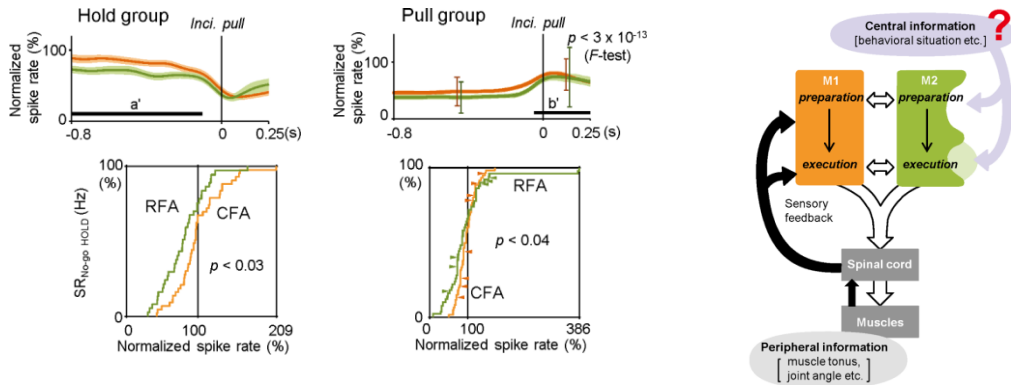 Hold group
Inci. pull
Normalized
spike rate (%)
100
0
a'
-0.8
0
0.25(s)
Pull group
Inci. pull
p < 3 x 10-13
(F-test)
Normalized
spike rate (%)
100
0
b'
-0.8
0
0.25(s)
100
(%)
SRNo-go HOLD (Hz)
RFA
CFA
p < 0.03
0
0
100
209
Normalized spike rate (%)
100
(%)
RFA
p < 0.04
CFA
0
0
100
386
Normalized spike rate (%)
Central information
[behavioral situation etc.]
?
M1
M2
preparation
preparation
execution
execution
Sensory
feedback
Spinal cord
Muscles
Peripheral information
[ muscle tonus,
joint angle etc. ]